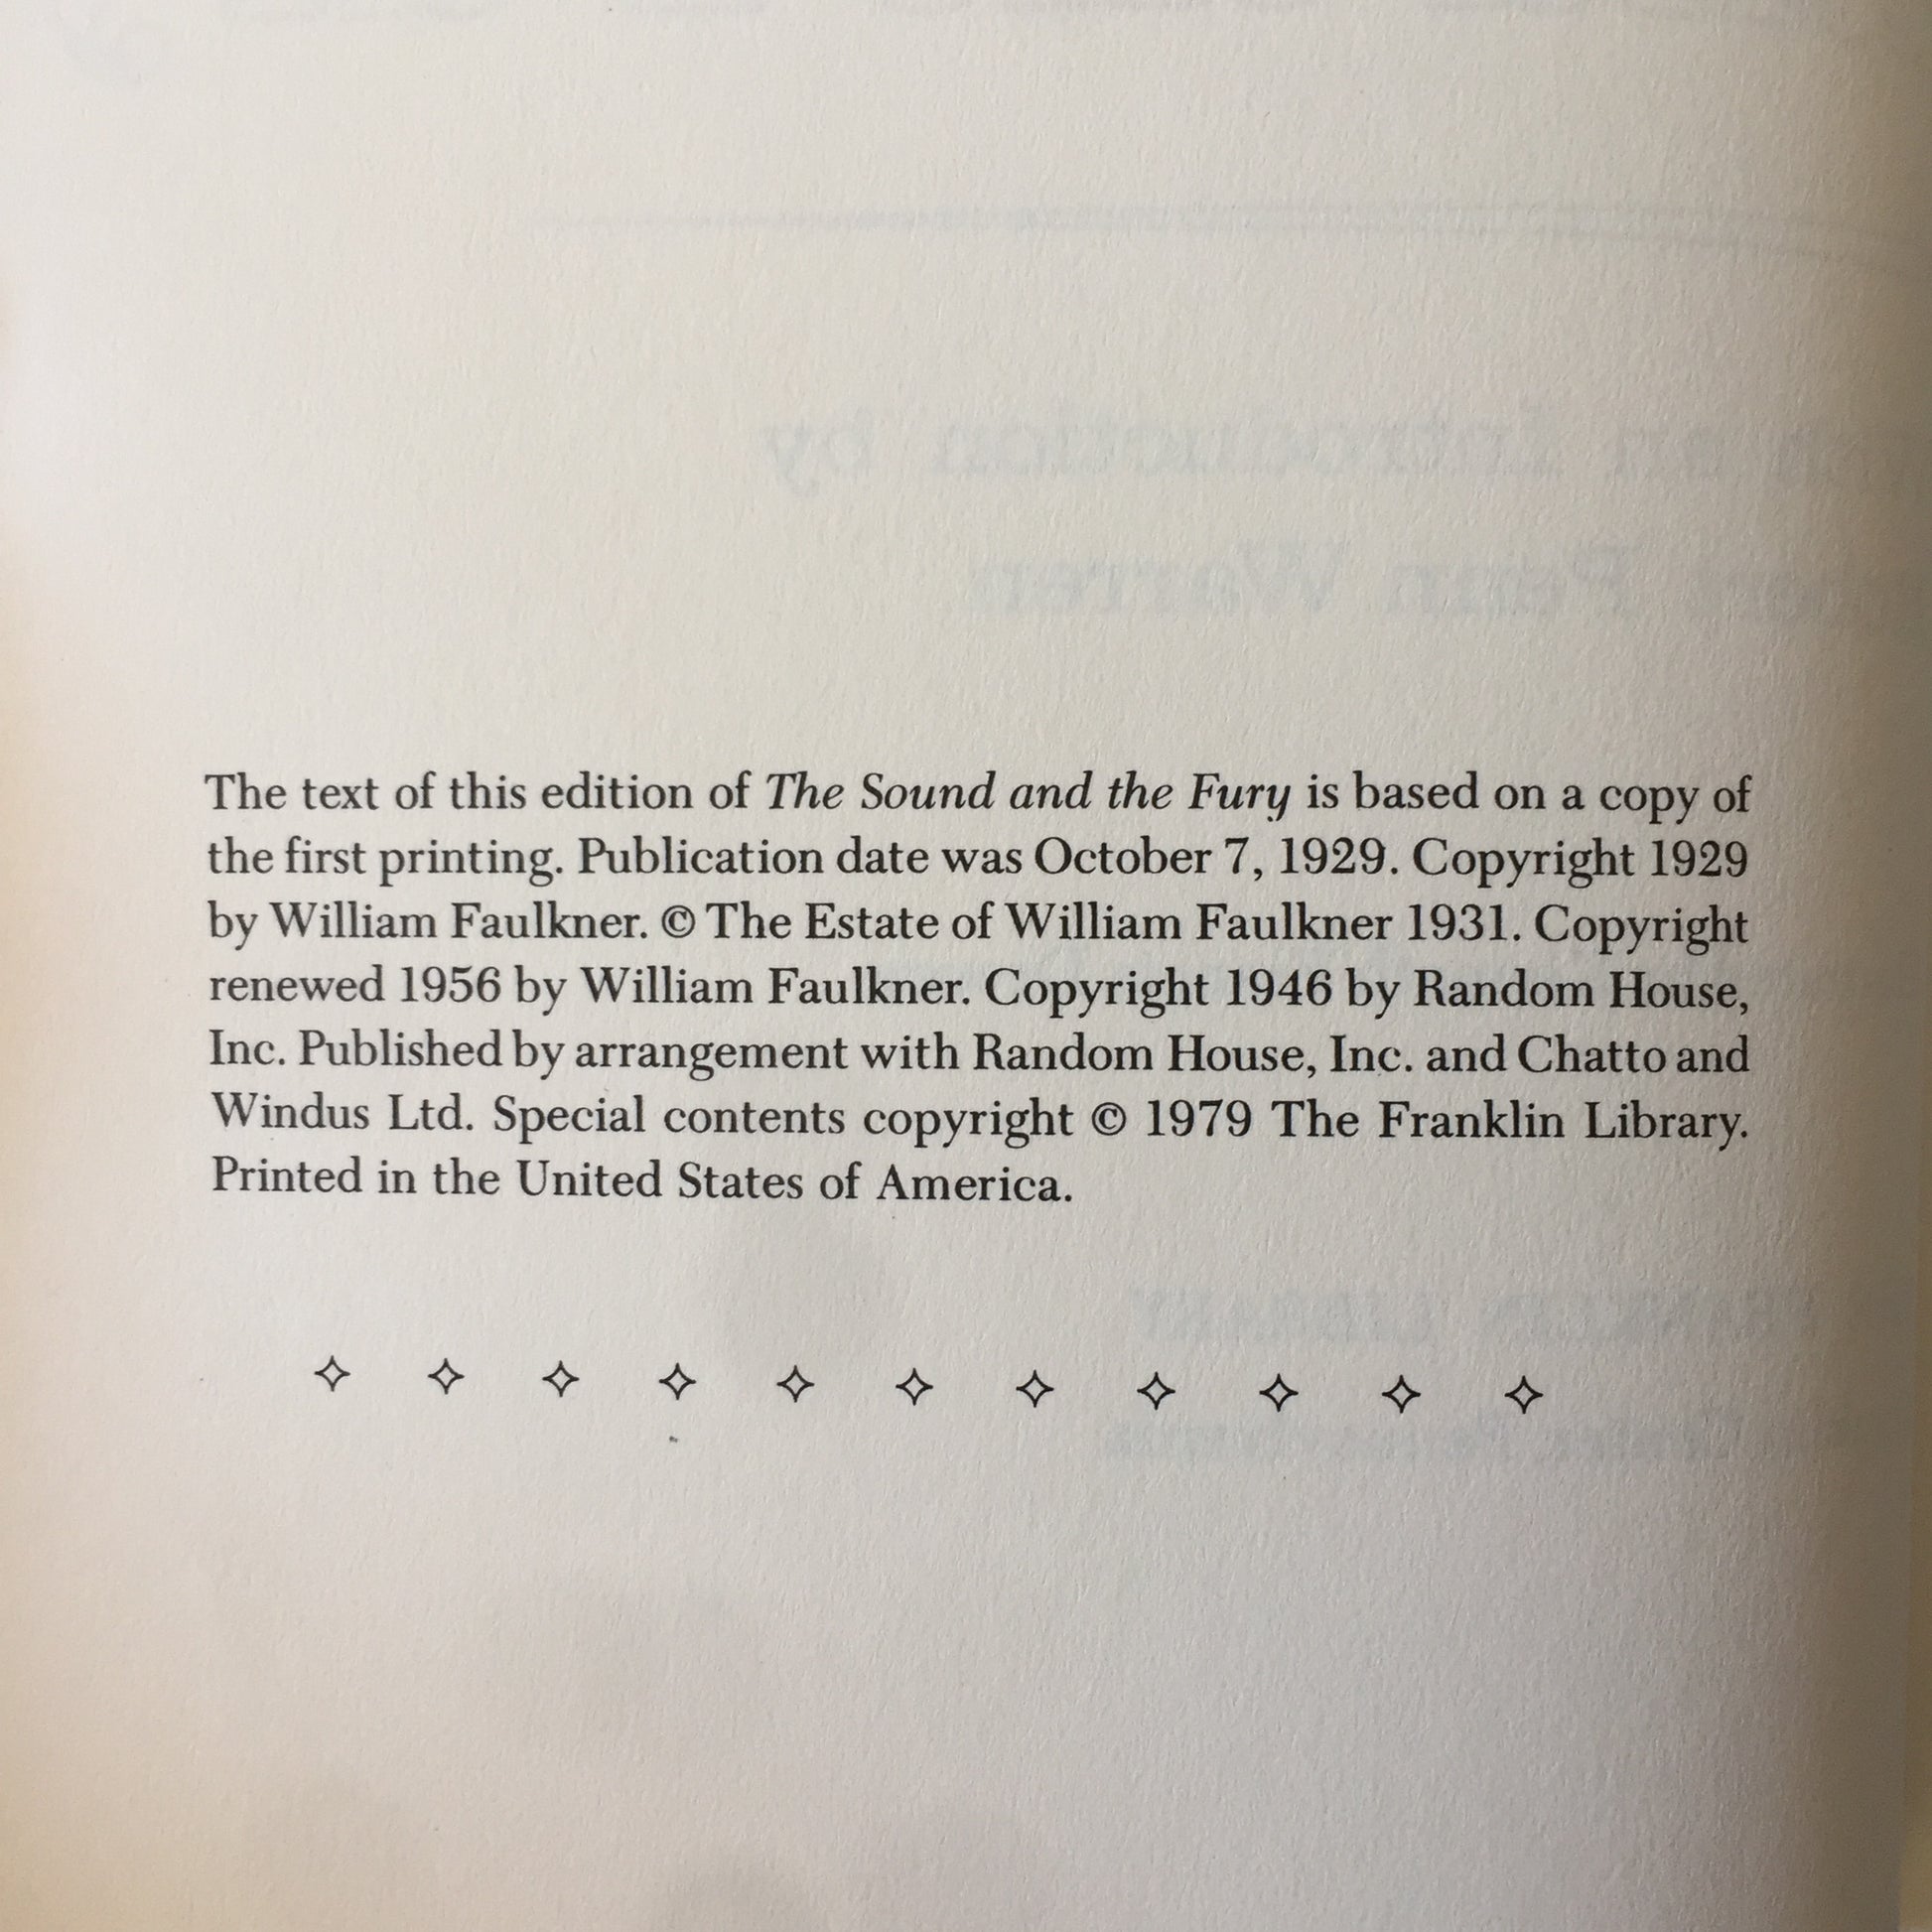 The text of this edition of The Sound and the Fury is based on a copy of
the first printing. Publication date was October 7, 1929. Copyright 1929
by William Faulkner. © The Estate of William Faulkner 1931. Copyright
renewed 1956 by William Faulkner. Copyright 1946 by Random House,
Inc. Published by arrangement with Random House, Inc. and Chatto and
Windus Ltd. Special contents copyright © 1979 The Franklin Library.
Printed in the United States of America.